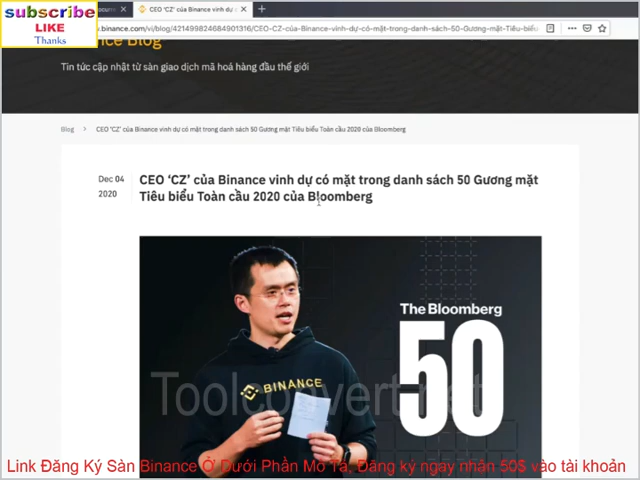 subscribe
LIKE
Thanks
CEO 'CZ' của Binance vinh dự
.binance.com/vi/blog/421499824684901316/CEO-CZ-của-Binance-vinh-dự-có-mặt-trong-danh-sách-50-Gương-mặt-Tiêu-biểu
Blog
Tin tức cập nhật từ sàn giao dịch mã hoá hàng đầu thế giới
Blog > CEO 'CZ' của Binance vinh dự có mặt trong danh sách 50 Gương mặt Tiêu biểu Toàn cầu 2020 của Bloomberg
Dec 04
2020
CEO ‘CZ’ của Binance vinh dự có mặt trong danh sách 50 Gương mặt
Tiêu biểu Toàn cầu 2020 của Bloomberg
The Bloomberg
50
BINANCE
Toolconvert.net
Link Đăng Ký Sàn Binance Ở Dưới Phần Mô Tả. Đăng ký ngay nhận 50$ vào tài khoản